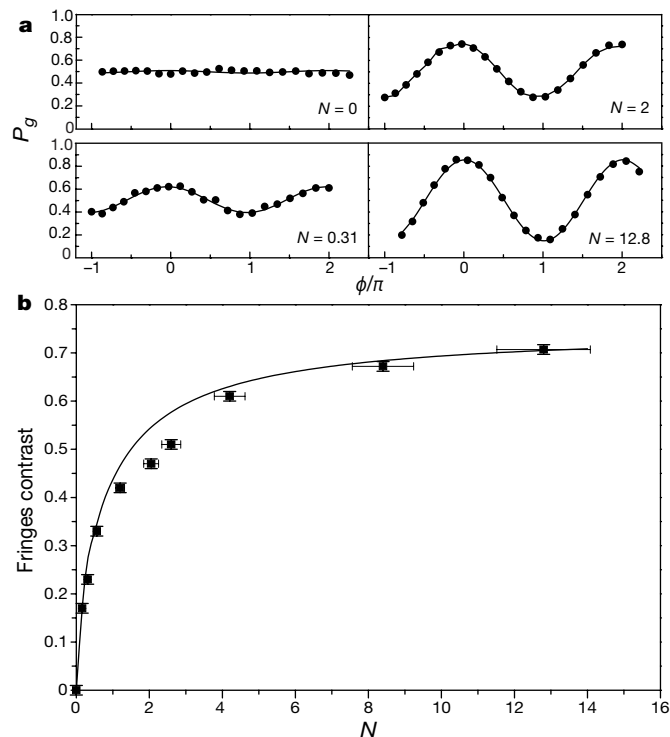 a
1.0
0.8
0.6
0.4
0.2
0
N = 0
N = 2
P_g
1.0
0.8
0.6
0.4
0.2
0
N = 0.31
N = 12.8
-1 0 1 2 -1 0 1 2
ϕ/π
b
0.8
0.7
0.6
0.5
0.4
0.3
0.2
0.1
0
Fringes contrast
0 2 4 6 8 10 12 14 16
N